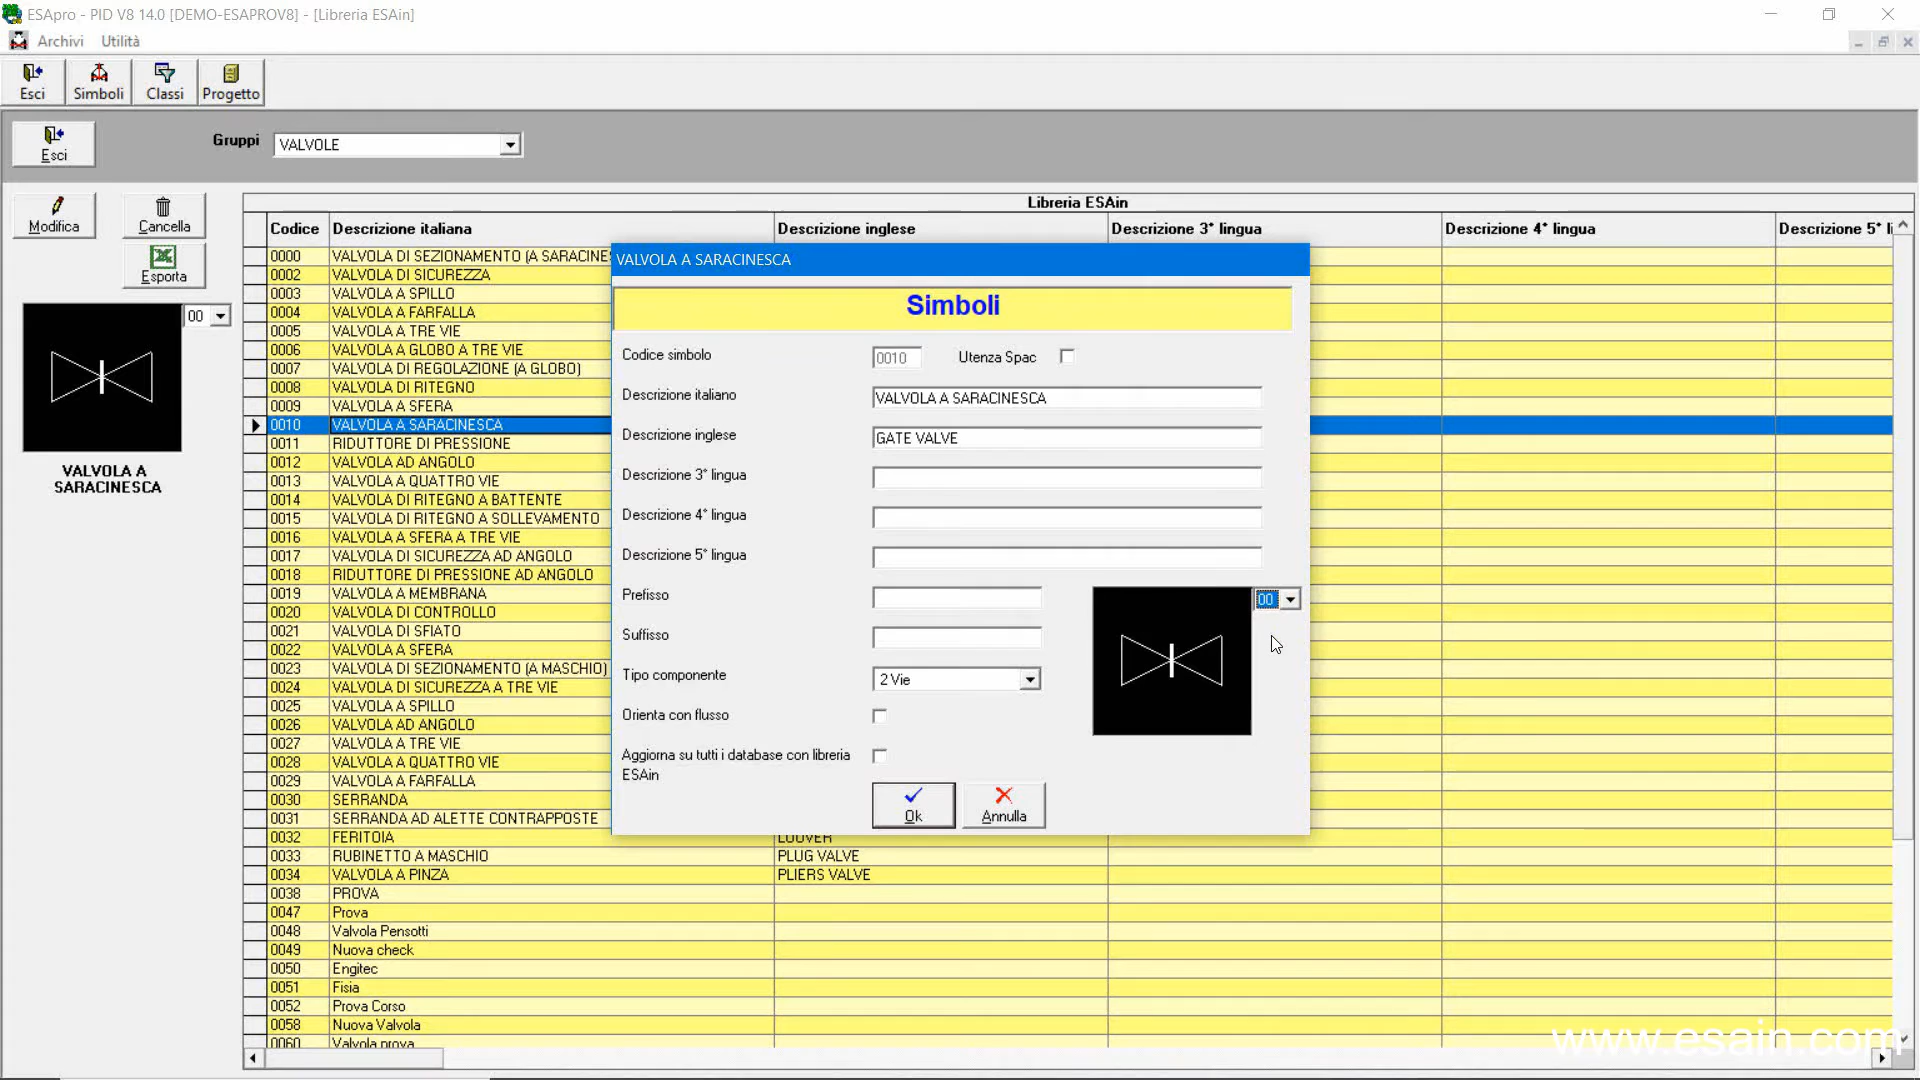 ESApro - PID V8 14.0 [DEMO-ESAPROV8] - [Libreria ESAin]
Archivi Utilità
Esci Simboli Classi Progetto
Esci
Gruppi VALVOLE
Modifica Cancella
Esporta
00
VALVOLA A
SARACINESCA
Libreria ESAin
Codice Descrizione italiana Descrizione inglese Descrizione 3° lingua Descrizione 4° lingua Descrizione 5° li
0000 VALVOLA DI SEZIONAMENTO (A SARACINE
0002 VALVOLA DI SICUREZZA
0003 VALVOLA A SPILLO
0004 VALVOLA A FARFALLA
0005 VALVOLA A TRE VIE
0006 VALVOLA A GLOBO A TRE VIE
0007 VALVOLA DI REGOLAZIONE (A GLOBO)
0008 VALVOLA DI RITEGNO
0009 VALVOLA A SFERA
0010 VALVOLA A SARACINESCA
0011 RIDUTTORE DI PRESSIONE
0012 VALVOLA AD ANGOLO
0013 VALVOLA A QUATTRO VIE
0014 VALVOLA DI RITEGNO A BATTENTE
0015 VALVOLA DI RITEGNO A SOLLEVAMENTO
0016 VALVOLA A SFERA A TRE VIE
0017 VALVOLA DI SICUREZZA AD ANGOLO
0018 RIDUTTORE DI PRESSIONE AD ANGOLO
0019 VALVOLA A MEMBRANA
0020 VALVOLA DI CONTROLLO
0021 VALVOLA DI SFIATO
0022 VALVOLA A SFERA
0023 VALVOLA DI SEZIONAMENTO (A MASCHIO)
0024 VALVOLA DI SICUREZZA A TRE VIE
0025 VALVOLA A SPILLO
0026 VALVOLA AD ANGOLO
0027 VALVOLA A TRE VIE
0028 VALVOLA A QUATTRO VIE
0029 VALVOLA A FARFALLA
0030 SERRANDA
0031 SERRANDA AD ALETTE CONTRAPPOSTE
0032 FERITOIA LOUVER
0033 RUBINETTO A MASCHIO PLUG VALVE
0034 VALVOLA A PINZA PLIERS VALVE
0038 PROVA
0047 Prova
0048 Valvola Pensotti
0049 Nuova check
0050 Engitec
0051 Fisia
0052 Prova Corso
0058 Nuova Valvola
0060 Valvola prova
VALVOLA A SARACINESCA
Simboli
Codice simbolo 0010 Utenza Spac
Descrizione italiano VALVOLA A SARACINESCA
Descrizione inglese GATE VALVE
Descrizione 3° lingua
Descrizione 4° lingua
Descrizione 5° lingua
Prefisso
00
Suffisso
Tipo componente 2 Vie
Orienta con flusso
Aggiorna su tutti i database con libreria
ESAin
Ok Annulla
www.esain.com